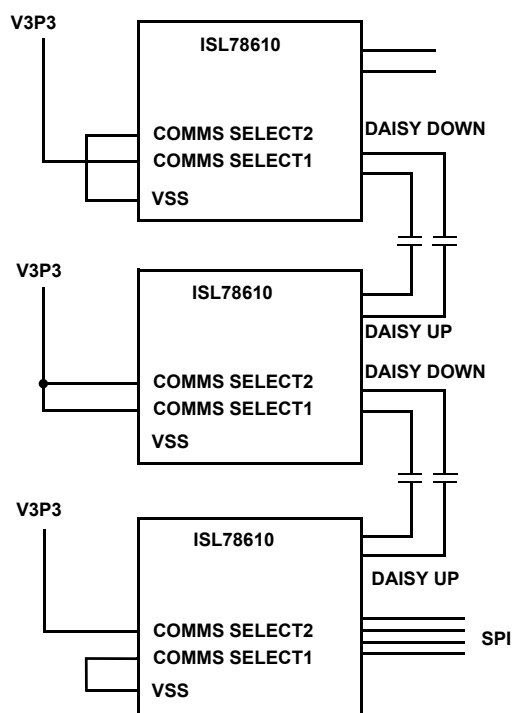 V3P3
ISL78610
DAISY DOWN
COMMS SELECT2
COMMS SELECT1
VSS
V3P3
ISL78610
DAISY UP
DAISY DOWN
COMMS SELECT2
COMMS SELECT1
VSS
V3P3
ISL78610
DAISY UP
COMMS SELECT2
SPI
COMMS SELECT1
VSS